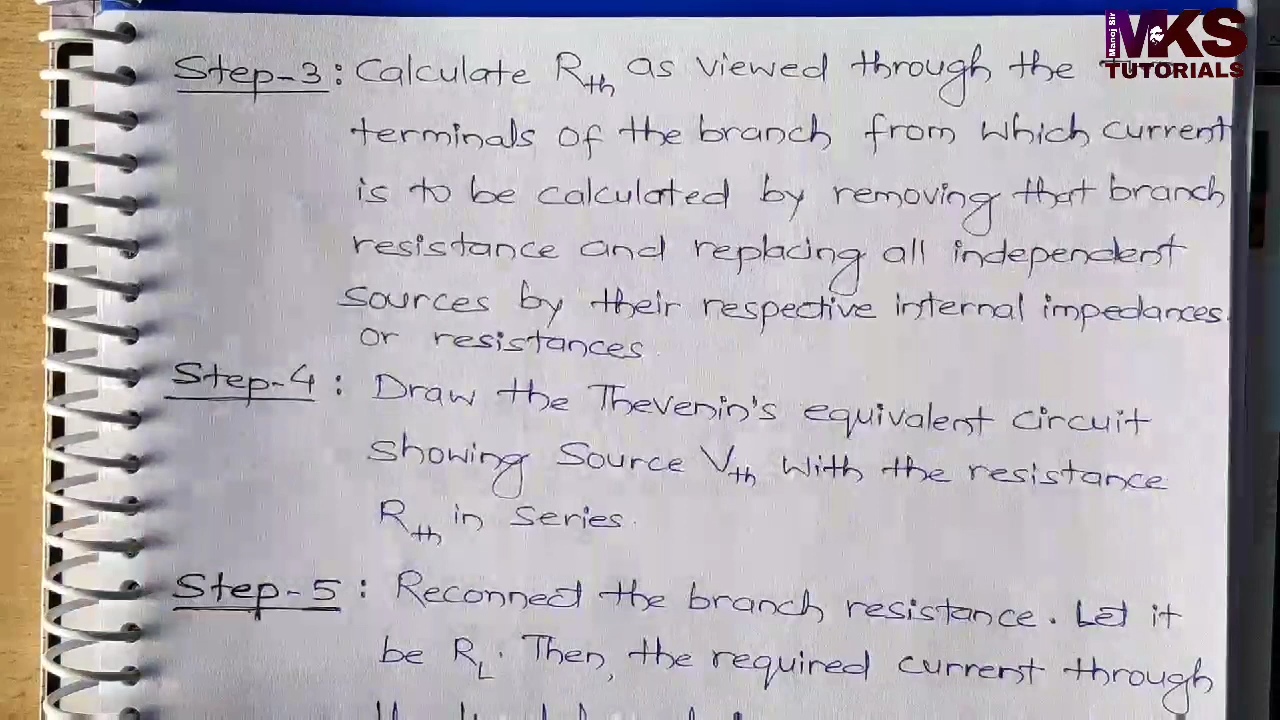 Manoj Sir
MKS
TUTORIALS
Step-3: Calculate Rth as viewed through the
terminals of the branch from which current
is to be calculated by removing that branch
resistance and replacing all independent
sources by their respective internal impedances
or resistances.
Step-4: Draw the Thevenin's equivalent circuit
showing Source Vth with the resistance
Rth in series.
Step-5: Reconnect the branch resistance. Let it
be RL. Then, the required current through